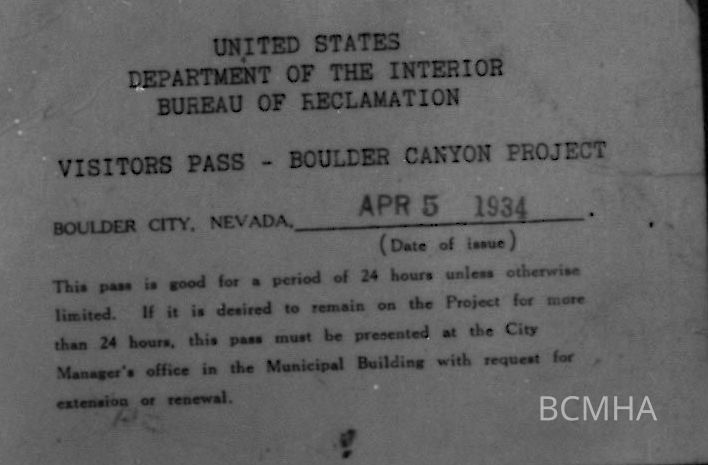 UNITED STATES
DEPARTMENT OF THE INTERIOR
BUREAU OF RECLAMATION
VISITORS PASS - BOULDER CANYON PROJECT
BOULDER CITY, NEVADA, APR 5 1934.
(Date of issue)
This pass is good for a period of 24 hours unless otherwise
limited. If it is desired to remain on the Project for more
than 24 hours, this pass must be presented at the City
Manager's office in the Municipal Building with request for
extension or renewal.
BCMHA